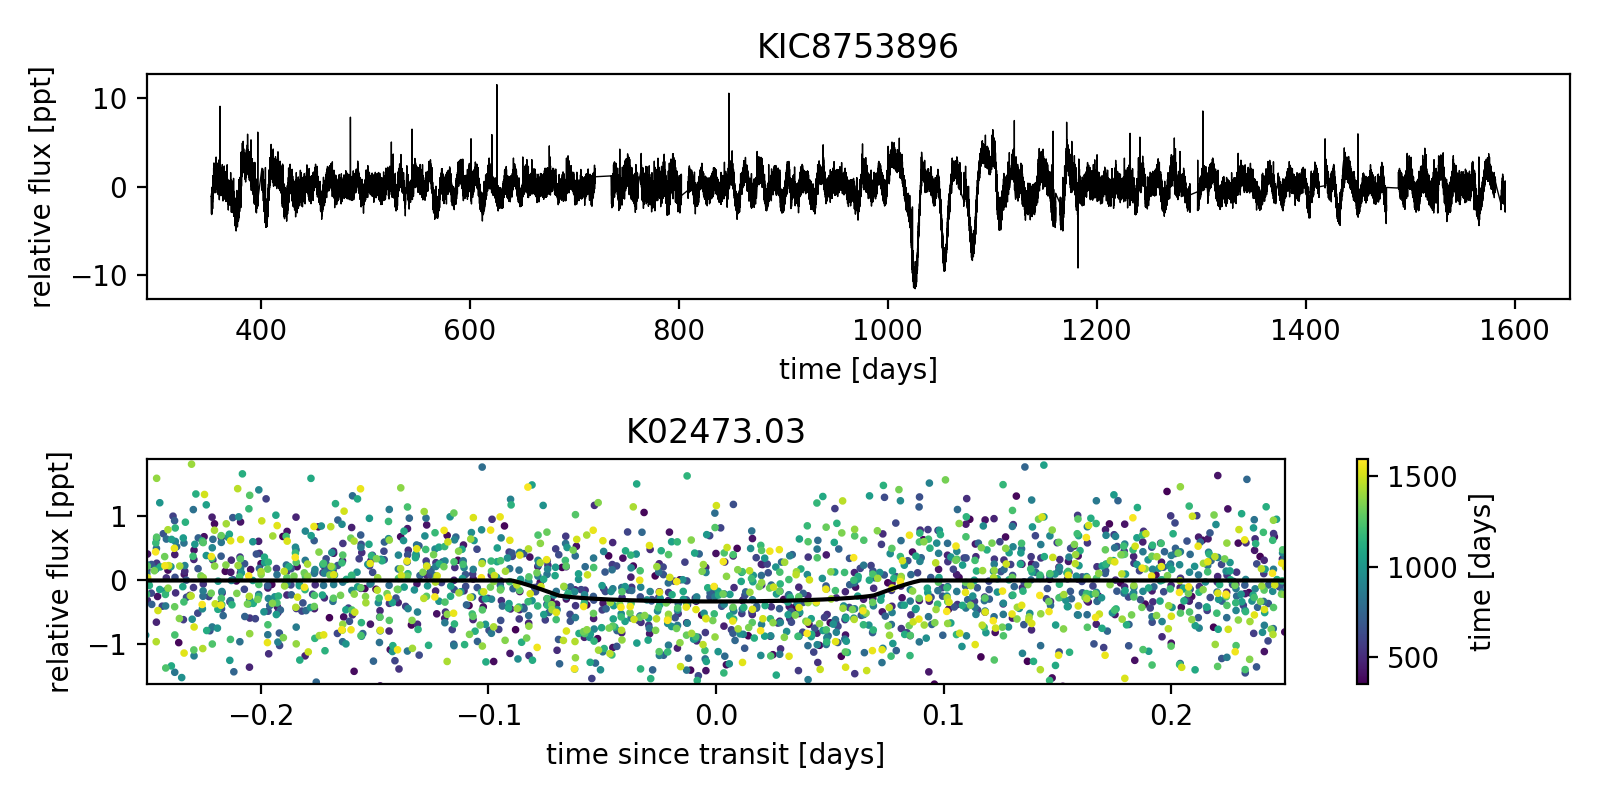 KIC8753896
relative flux [ppt]
10
0
−10
400 600 800 1000 1200 1400 1600
time [days]
K02473.03
relative flux [ppt]
1
0
−1
−0.2 −0.1 0.0 0.1 0.2
time since transit [days]
1500
1000
500
time [days]